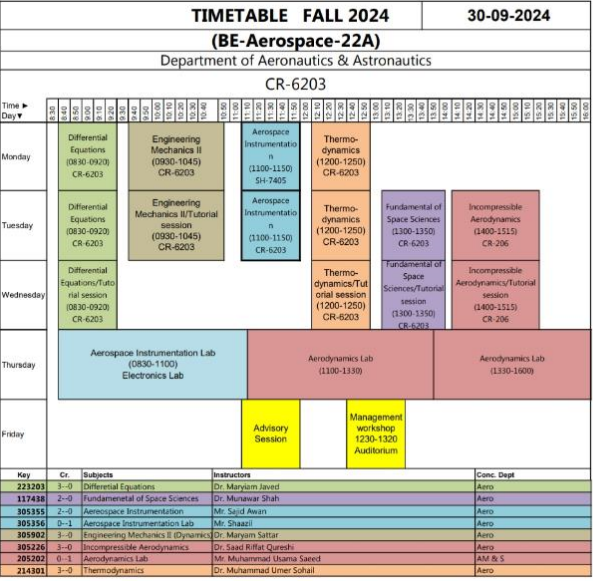 TIMETABLE FALL 2024 30-09-2024
(BE-Aerospace-22A)
Department of Aeronautics & Astronautics
CR-6203
Time ►
Day▼
8:30 8:40 8:50 9:00 9:10 9:20 9:30 9:40 9:50 10:00 10:10 10:20 10:30 10:40 10:50 11:00 11:10 11:20 11:30 11:40 11:50 12:00 12:10 12:20 12:30 12:40 12:50 13:00 13:10 13:20 13:30 13:40 13:50 14:00 14:10 14:20 14:30 14:40 14:50 15:00 15:10 15:20 15:30 15:40 15:50 16:00
Monday
Differential
Equations
(0830-0920)
CR-6203
Engineering
Mechanics II
(0930-1045)
CR-6203
Aerospace
Instrumentatio
n
(1100-1150)
SH-7405
Thermo-
dynamics
(1200-1250)
CR-6203
Tuesday
Differential
Equations
(0830-0920)
CR-6203
Engineering
Mechanics II/Tutorial
session
(0930-1045)
CR-6203
Aerospace
Instrumentatio
n
(1100-1150)
CR-6203
Thermo-
dynamics
(1200-1250)
CR-6203
Fundamental of
Space Sciences
(1300-1350)
CR-6203
Incompressible
Aerodynamics
(1400-1515)
CR-206
Wednesday
Differential
Equations/Tuto
rial session
(0830-0920)
CR-6203
Thermo-
dynamics/Tut
orial session
(1200-1250)
CR-6203
Fundamental of
Space
Sciences/Tutorial
session
(1300-1350)
CR-6203
Incompressible
Aerodynamics/Tutorial
session
(1400-1515)
CR-206
Thursday
Aerospace Instrumentation Lab
(0830-1100)
Electronics Lab
Aerodynamics Lab
(1100-1330)
Aerodynamics Lab
(1330-1600)
Friday
Advisory
Session
Management
workshop
1230-1320
Auditorium
Key Cr. Subjects Instructors Conc. Dept
223203 3--0 Differetial Equations Dr. Maryiam Javed Aero
117438 2--0 Fundamenetal of Space Sciences Dr. Munawar Shah Aero
305355 2--0 Aereospace Instrumentation Mr. Sajid Awan Aero
305356 0--1 Aerospace Instrumentation Lab Mr. Shaazil Aero
305902 3--0 Engineering Mechanics II (Dynamics) Dr. Maryam Sattar Aero
305226 3--0 Incompressible Aerodynamics Dr. Saad Riffat Qureshi Aero
205202 0--1 Aerodynamics Lab Mr. Muhammad Usama Saeed AM & S
214301 3--0 Thermodynamics Dr. Muhammad Umer Sohail Aero